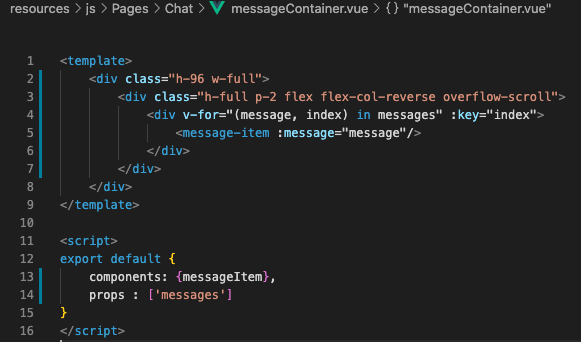 resources > js > Pages > Chat > messageContainer.vue > {} "messageContainer.vue"
1 <template>
2     <div class="h-96 w-full">
3         <div class="h-full p-2 flex flex-col-reverse overflow-scroll">
4             <div v-for="(message, index) in messages" :key="index">
5                 <message-item :message="message"/>
6             </div>
7         </div>
8     </div>
9 </template>
10
11 <script>
12 export default {
13     components: {messageItem},
14     props : ['messages']
15 }
16 </script>